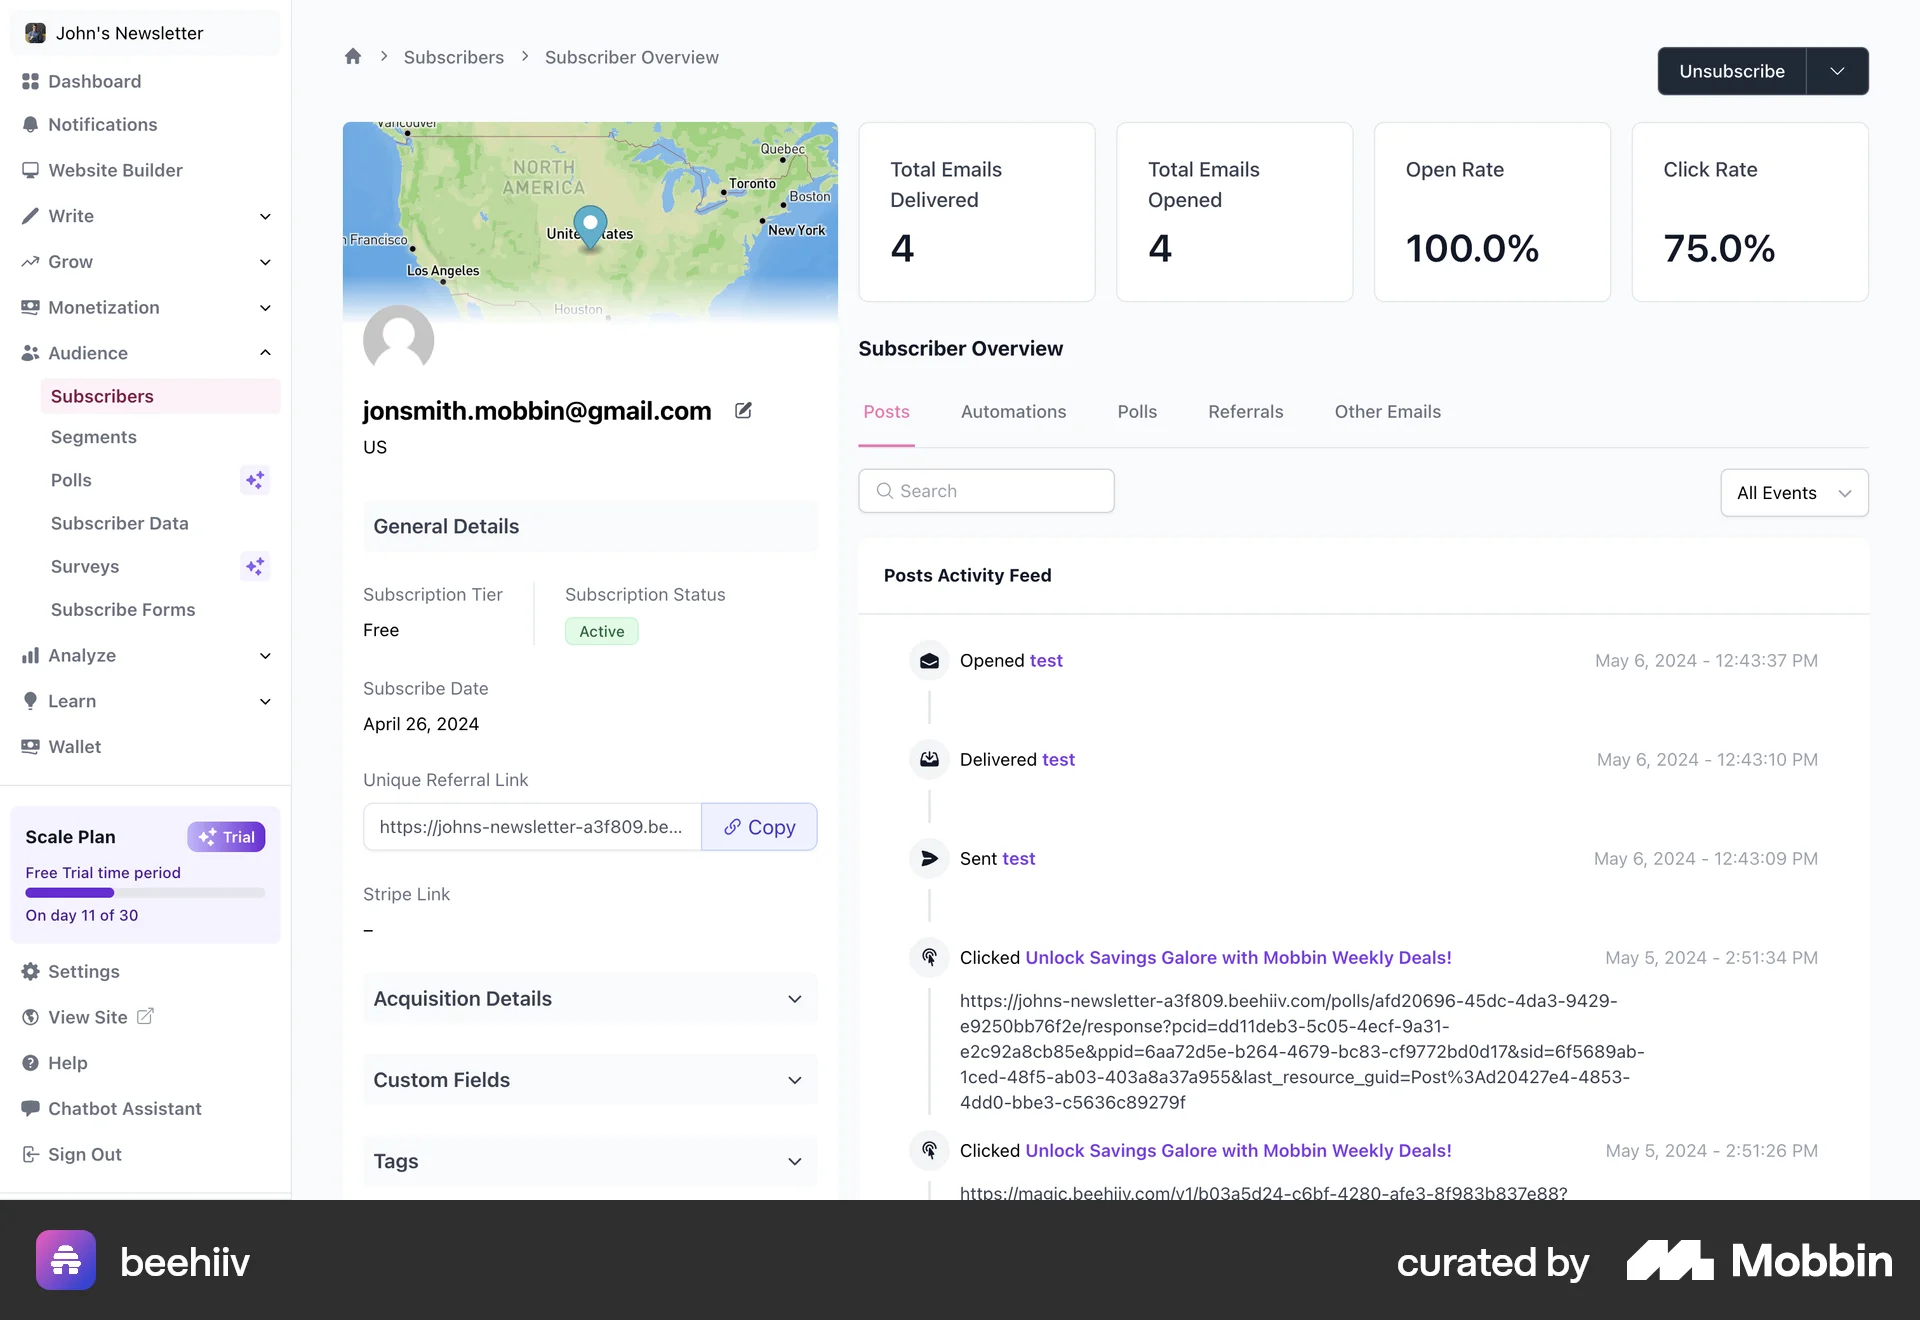 John's Newsletter
Dashboard
Notifications
Website Builder
Write
Grow
Monetization
Audience
Subscribers
Segments
Polls
Subscriber Data
Surveys
Subscribe Forms
Analyze
Learn
Wallet
Scale Plan
Trial
Free Trial time period
On day 11 of 30
Settings
View Site
Help
Chatbot Assistant
Sign Out
Subscribers
Subscriber Overview
Unsubscribe
Vancouver
NORTH
AMERICA
Quebec
Toronto
Boston
New York
Francisco
Los Angeles
Houston
jonsmith.mobbin@gmail.com
US
General Details
Subscription Tier
Free
Subscription Status
Active
Subscribe Date
April 26, 2024
Unique Referral Link
https://johns-newsletter-a3f809.be...
Copy
Stripe Link
–
Acquisition Details
Custom Fields
Tags
Total Emails
Delivered
4
Total Emails
Opened
4
Open Rate
100.0%
Click Rate
75.0%
Subscriber Overview
Posts
Automations
Polls
Referrals
Other Emails
Search
All Events
Posts Activity Feed
Opened test
May 6, 2024 - 12:43:37 PM
Delivered test
May 6, 2024 - 12:43:10 PM
Sent test
May 6, 2024 - 12:43:09 PM
Clicked Unlock Savings Galore with Mobbin Weekly Deals!
May 5, 2024 - 2:51:34 PM
https://johns-newsletter-a3f809.beehiiv.com/polls/afd20696-45dc-4da3-9429-
e9250bb76f2e/response?pcid=dd11deb3-5c05-4ecf-9a31-
e2c92a8cb85e&ppid=6aa72d5e-b264-4679-bc83-cf9772bd0d17&sid=6f5689ab-
1ced-48f5-ab03-403a8a37a955&last_resource_guid=Post%3Ad20427e4-4853-
4dd0-bbe3-c5636c89279f
Clicked Unlock Savings Galore with Mobbin Weekly Deals!
May 5, 2024 - 2:51:26 PM
https://magic.beehiiv.com/v1/b03a5d24-c6bf-4280-afe3-8f983b837e88?
beehiiv
curated by
Mobbin